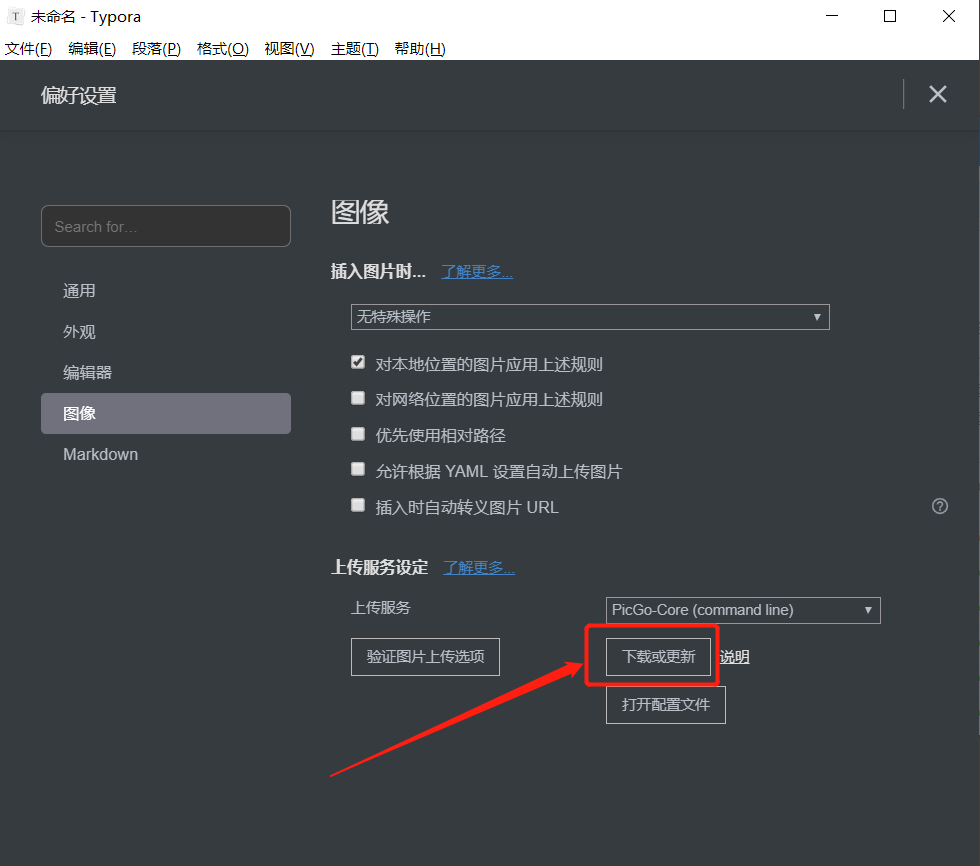 T 未命名 - Typora
文件(F) 编辑(E) 段落(P) 格式(O) 视图(V) 主题(T) 帮助(H)
偏好设置
Search for...
通用
外观
编辑器
图像
Markdown
图像
插入图片时... 了解更多...
无特殊操作
对本地位置的图片应用上述规则
对网络位置的图片应用上述规则
优先使用相对路径
允许根据 YAML 设置自动上传图片
插入时自动转义图片 URL
上传服务设定 了解更多...
上传服务 PicGo-Core (command line)
验证图片上传选项 下载或更新 说明
打开配置文件